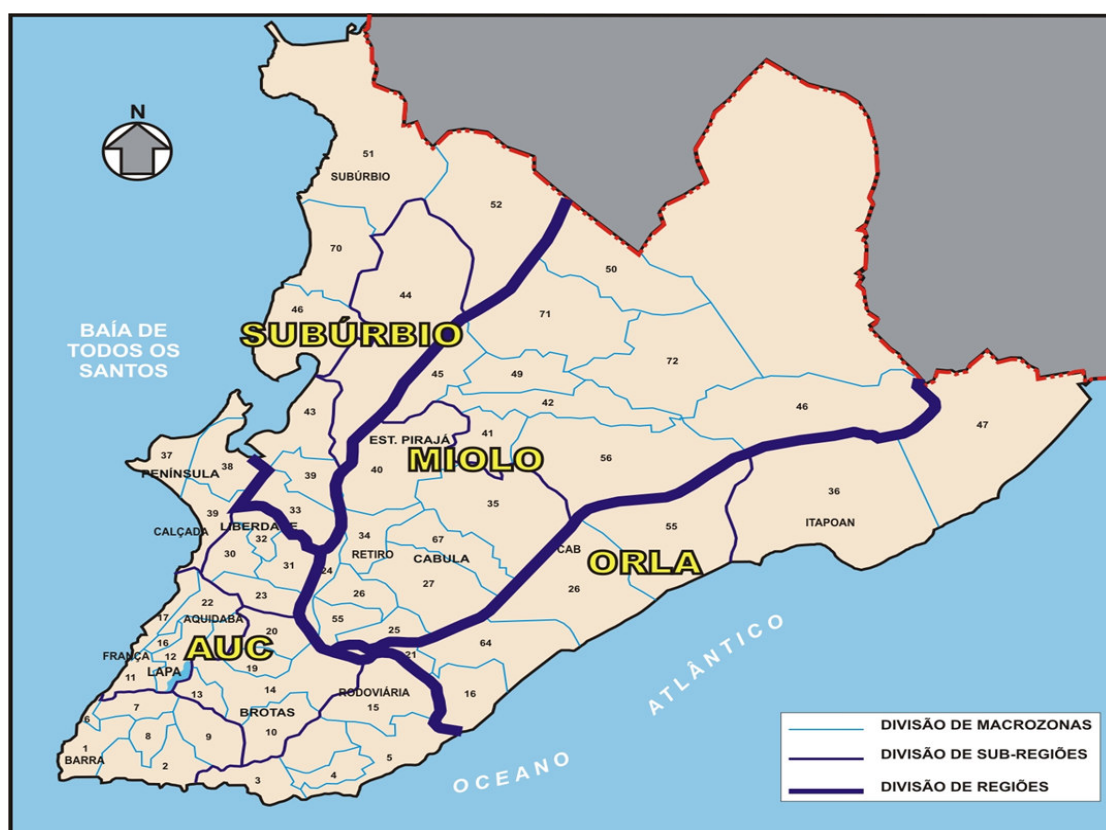 N
51
SUBÚRBIO
52
70
50
44
46
71
BAÍA DE
TODOS OS
SANTOS
SUBÚRBIO
72
45
49
42
46
47
43
EST. PIRAJÁ
41
MIOLO
56
37
PENÍNSULA
38
39
40
35
36
ITAPOAN
39
33
LIBERDADE
CALÇADA
32
30
31
34
RETIRO
67
CABULA
27
55
CAB
ORLA
26
24
26
23
22
17
AQUIDABÃ
20
55
25
21
64
16
FRANÇA
12
LAPA
11
AUC
19
14
13
BROTAS
10
RODOVIÁRIA
15
16
6
7
8
9
1
BARRA
2
3
4
5
OCEANO
ATLÂNTICO
DIVISÃO DE MACROZONAS
DIVISÃO DE SUB-REGIÕES
DIVISÃO DE REGIÕES